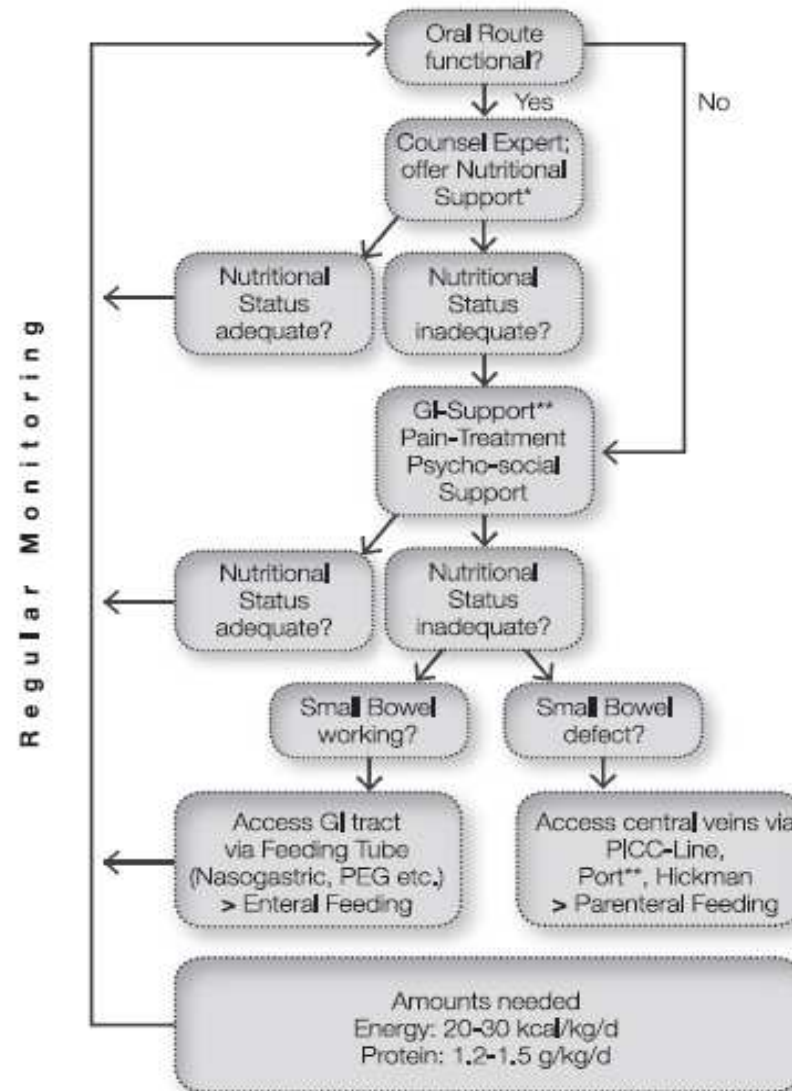 Oral Route
functional?
Yes
No
Counsel Expert;
offer Nutritional
Support*
Nutritional
Status
adequate?
Nutritional
Status
inadequate?
GI-Support**
Pain-Treatment
Psycho-social
Support
Nutritional
Status
adequate?
Nutritional
Status
inadequate?
Small Bowel
working?
Small Bowel
defect?
Access GI tract
via Feeding Tube
(Nasogastric, PEG etc.)
> Enteral Feeding
Access central veins via
PICC-Line,
Port**, Hickman
> Parenteral Feeding
Amounts needed
Energy: 20-30 kcal/kg/d
Protein: 1.2-1.5 g/kg/d
Regular Monitoring